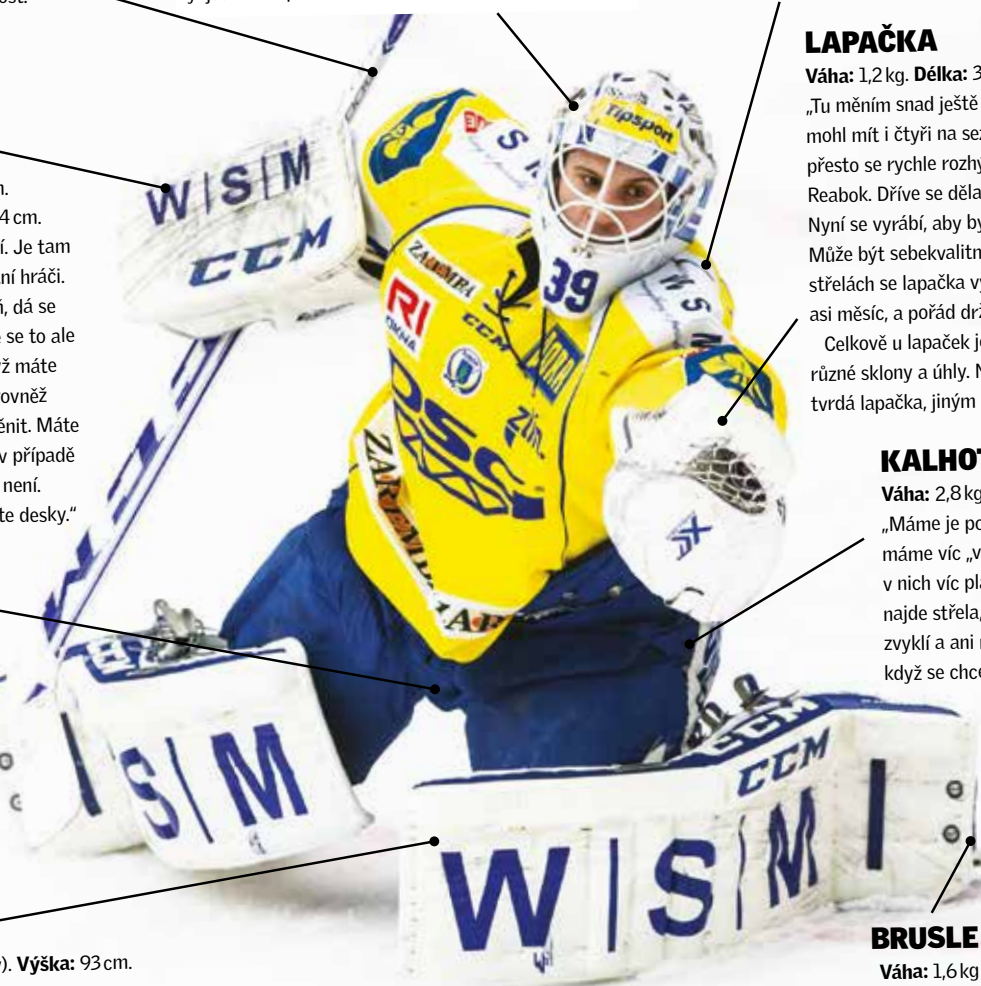 LAPAČKA
Váha: 1,2 kg. Délka: 3
„Tu měním snad ještě
mohl mít i čtyři na sez
přesto se rychle rozhý
Reabok. Dříve se děla
Nyní se vyrábí, aby by
Může být sebekvalitn
střelách se lapačka vy
asi měsíc, a pořád drž
Celkově u lapaček je
různé sklony a úhly. N
tvrdá lapačka, jiným
KALHOT
Váha: 2,8 kg
„Máme je po
máme víc „v
v nich víc pla
najde střela,
zvyklí a ani n
když se chce
BRUSLE
Váha: 1,6 kg
4 cm.
í. Je tam
ní hráči.
ň, dá se
se to ale
ž máte
ovněž
ěnit. Máte
v případě
není.
te desky.“
). Výška: 93 cm.
W|S|M
CCM
Tipsport
39
W S M
ZAREMBA
RI
OKNA
CCM
ZAREMBA
S|M
CCM
CCM
W|S|M